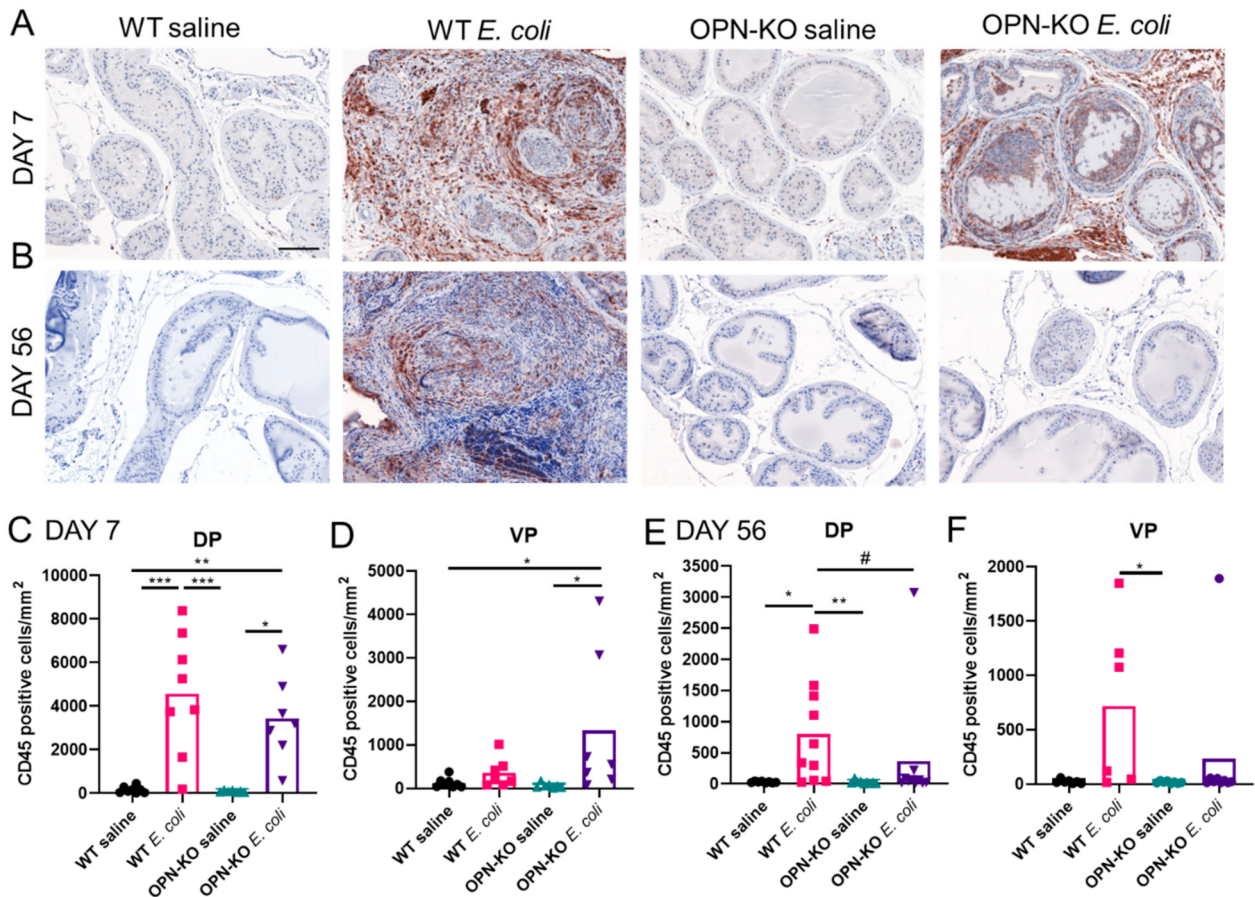 A WT saline WT E. coli OPN-KO saline OPN-KO E. coli
DAY 7
B
DAY 56
C DAY 7
DP
CD45 positive cells/mm²
10000
8000
6000
4000
2000
0
**
*** ***
*
WT saline
WT E. coli
OPN-KO saline
OPN-KO E. coli
D
VP
CD45 positive cells/mm²
5000
4000
3000
2000
1000
0
*
*
WT saline
WT E. coli
OPN-KO saline
OPN-KO E. coli
E DAY 56
DP
CD45 positive cells/mm²
3500
3000
2500
2000
1500
1000
500
0
#
* **
WT saline
WT E. coli
OPN-KO saline
OPN-KO E. coli
F
VP
CD45 positive cells/mm²
2000
1500
1000
500
0
*
WT saline
WT E. coli
OPN-KO saline
OPN-KO E. coli